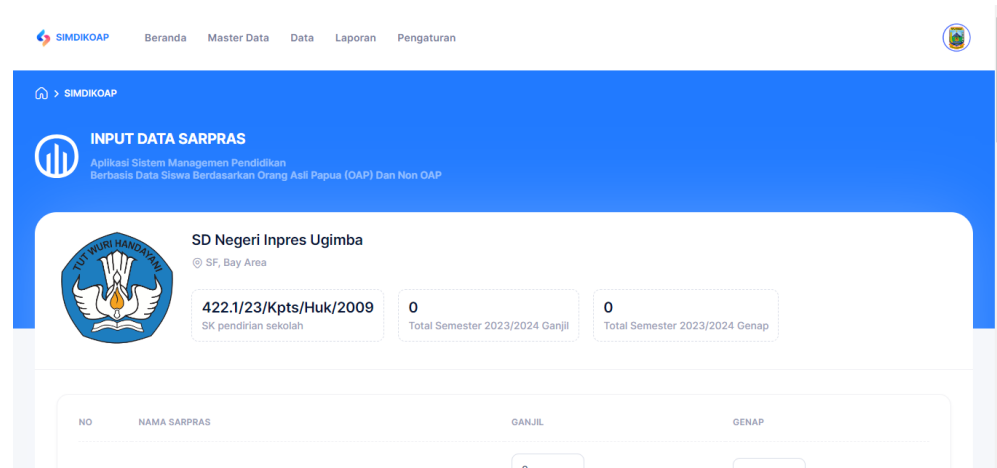 SIMDIKOAP Beranda Master Data Data Laporan Pengaturan
> SIMDIKOAP
INPUT DATA SARPRAS
Aplikasi Sistem Managemen Pendidikan
Berbasis Data Siswa Berdasarkan Orang Asli Papua (OAP) Dan Non OAP
TUT WURI HANDAYANI
SD Negeri Inpres Ugimba
SF, Bay Area
422.1/23/Kpts/Huk/2009 0 0
SK pendirian sekolah Total Semester 2023/2024 Ganjil Total Semester 2023/2024 Genap
NO NAMA SARPRAS GANJIL GENAP